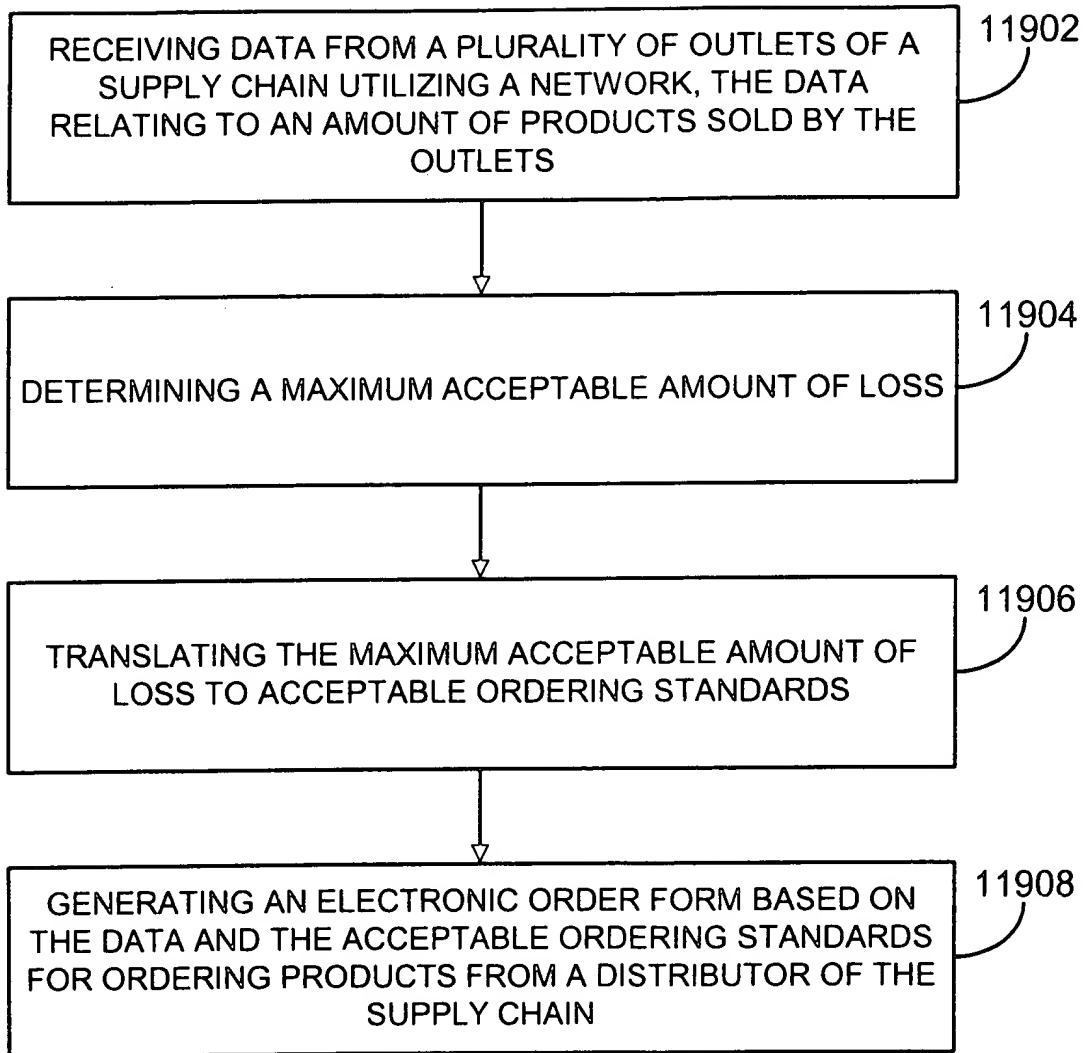 RECEIVING DATA FROM A PLURALITY OF OUTLETS OF A
SUPPLY CHAIN UTILIZING A NETWORK, THE DATA
RELATING TO AN AMOUNT OF PRODUCTS SOLD BY THE
OUTLETS
11902
DETERMINING A MAXIMUM ACCEPTABLE AMOUNT OF LOSS
11904
TRANSLATING THE MAXIMUM ACCEPTABLE AMOUNT OF
LOSS TO ACCEPTABLE ORDERING STANDARDS
11906
GENERATING AN ELECTRONIC ORDER FORM BASED ON
THE DATA AND THE ACCEPTABLE ORDERING STANDARDS
FOR ORDERING PRODUCTS FROM A DISTRIBUTOR OF THE
SUPPLY CHAIN
11908